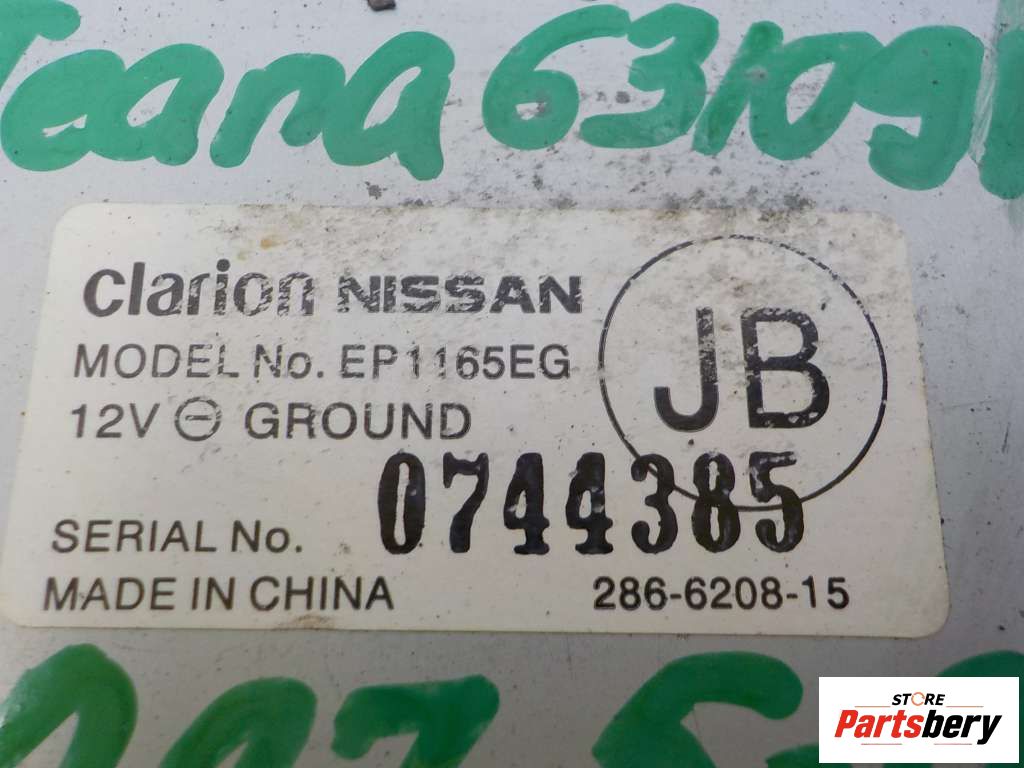 Teana 63109
clarion NISSAN
JB
MODEL No. EP1165EG
12V ⊖ GROUND
SERIAL No. 0744385
MADE IN CHINA 286-6208-15
STORE
Partsbery